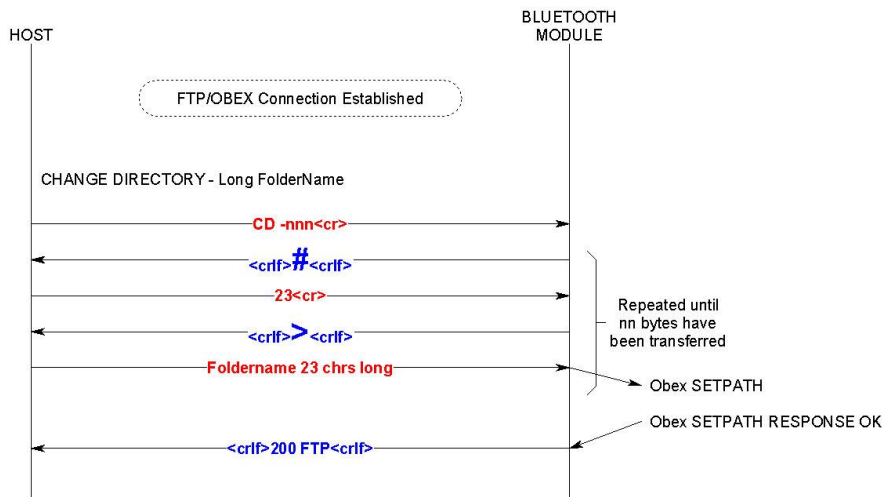 HOST
BLUETOOTH
MODULE
FTP/OBEX Connection Established
CHANGE DIRECTORY - Long FolderName
CD -nnn<cr>
<crlf>#<crlf>
23<cr>
<crlf>><crlf>
Repeated until
nn bytes have
been transferred
Foldername 23 chrs long
Obex SETPATH
Obex SETPATH RESPONSE OK
<crlf>200 FTP<crlf>